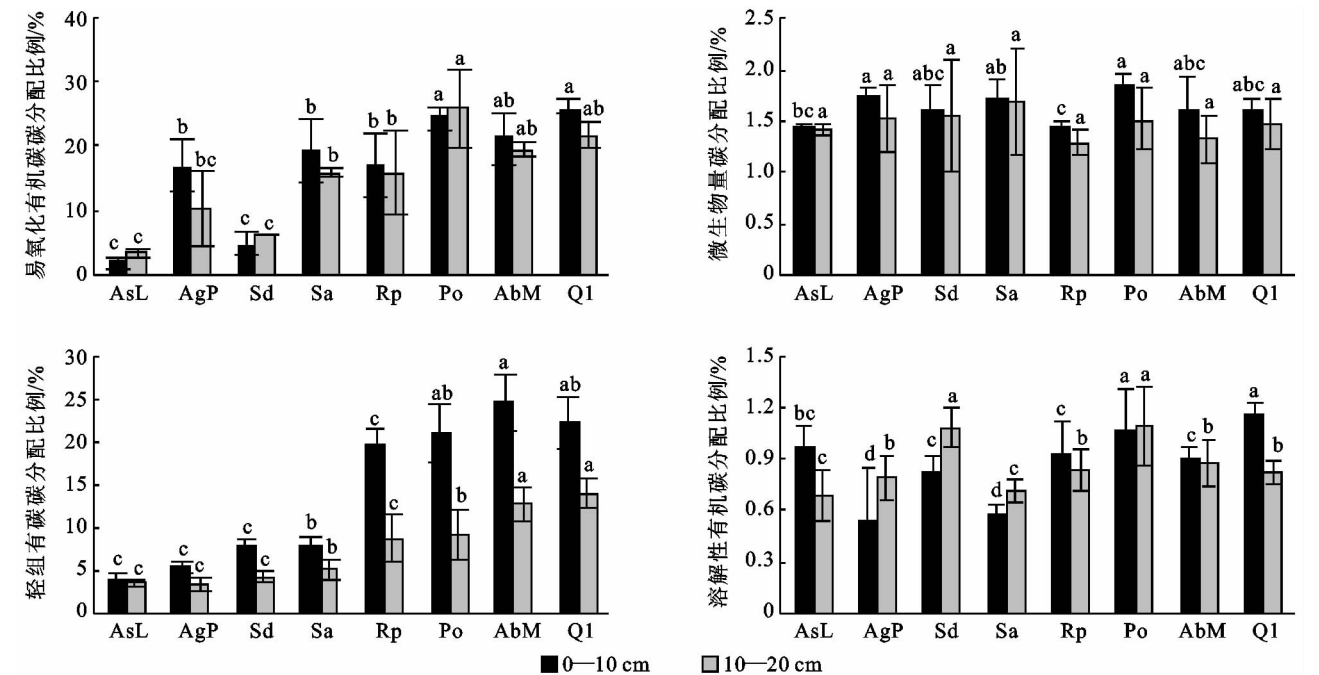 易氧化有机碳碳分配比例/%
40
30
20
10
0
c c b bc c c b b b b a a ab ab a ab
AsL AgP Sd Sa Rp Po AbM Q1
微生物量碳分配比例/%
2.5
2.0
1.5
1.0
0.5
0
bc a a a abc a ab a c a a a abc a abc a
AsL AgP Sd Sa Rp Po AbM Q1
轻组有碳碳分配比例/%
30
25
20
15
10
5
0
c c c c c c b b c c ab b a a ab a
AsL AgP Sd Sa Rp Po AbM Q1
溶解性有机碳分配比例/%
1.5
1.2
0.9
0.6
0.3
0
bc c d b c a d c c b a a c b a b
AsL AgP Sd Sa Rp Po AbM Q1
0—10 cm 10—20 cm